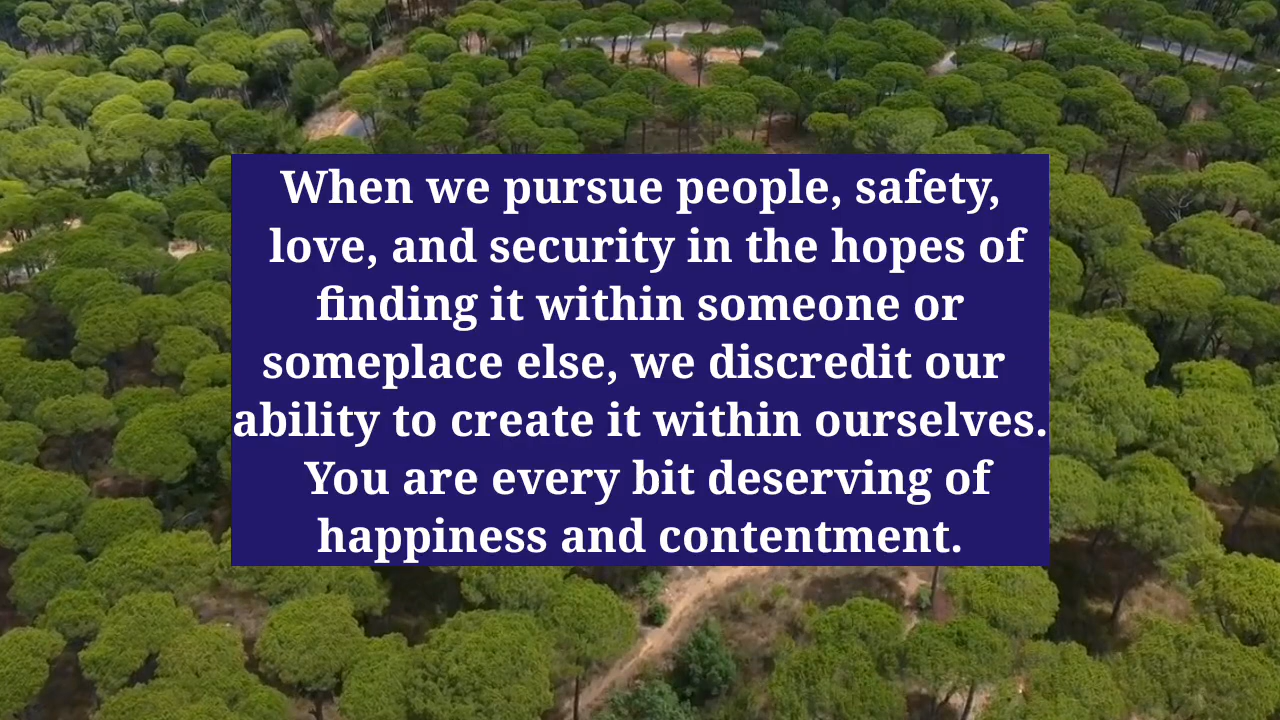 When we pursue people, safety,
love, and security in the hopes of
finding it within someone or
someplace else, we discredit our
ability to create it within ourselves.
You are every bit deserving of
happiness and contentment.